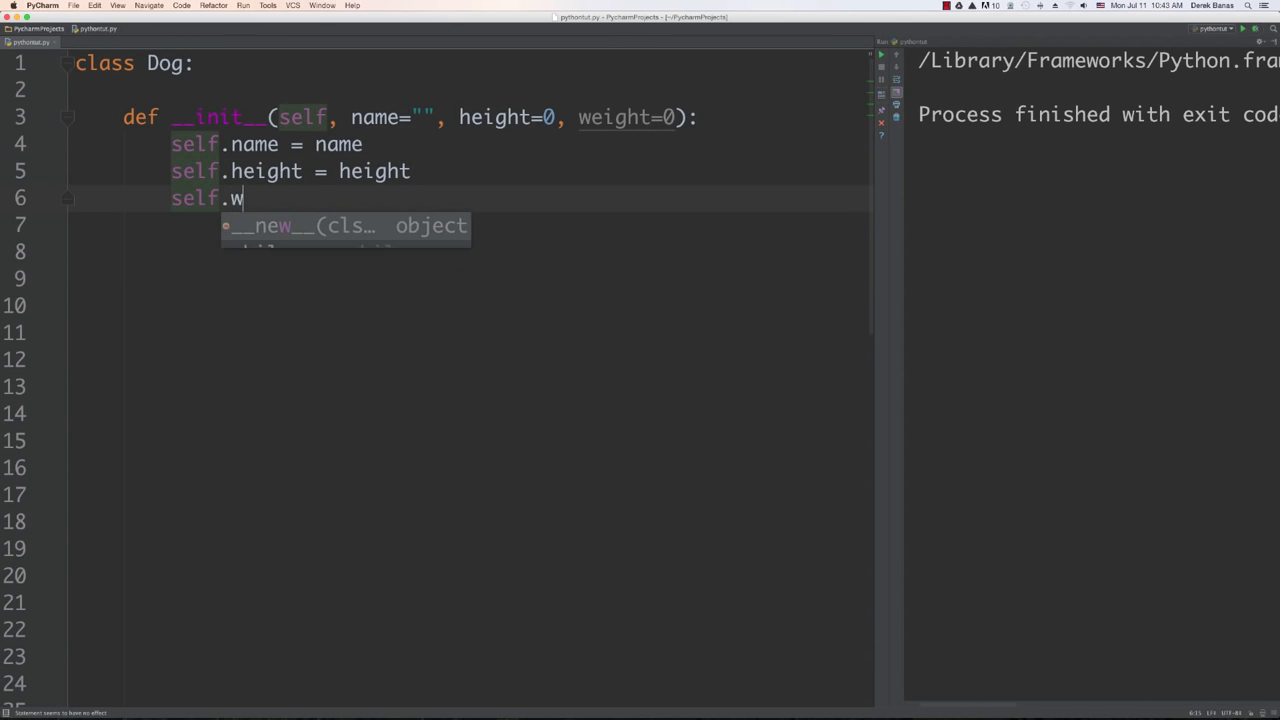 PyCharm File Edit View Navigate Code Refactor Run Tools VCS Window Help
10 Mon Jul 11 10:43 AM Derek Banas
pythontut.py - PycharmProjects - [~/PycharmProjects]
PycharmProjects pythontut.py pythontut
pythontut.py Run pythontut
1 class Dog:
2
3 def __init__(self, name="", height=0, weight=0):
4 self.name = name
5 self.height = height
6 self.w
__new__(cls… object
7
8
9
10
11
12
13
14
15
16
17
18
19
20
21
22
23
24
/Library/Frameworks/Python.fra
Process finished with exit cod
Statement seems to have no effect 6:15 LF÷ UTF-8÷